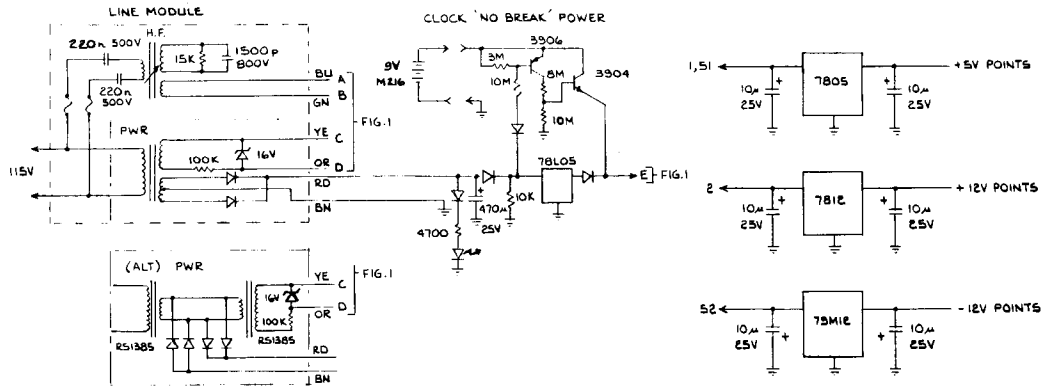 LINE MODULE
CLOCK "NO BREAK" POWER
H.F.
220n 500V
15K
1500p
800V
220n
500V
BU A
B
GN
FIG.1
PWR
YE C
16V
100K
OR D
115V
RD
BN
9V
M216
3906
3M
10M
8M
3904
10M
78L05
E FIG.1
10K
470μ
25V
4700
(ALT) PWR
YE C
FIG.1
16V
D
100K
OR
RS1385
RS1385
RD
BN
1,51
7805
+5V POINTS
10μ
25V
10μ
25V
2
7812
+12V POINTS
10μ
25V
10μ
25V
52
79M12
-12V POINTS
10μ
25V
10μ
25V